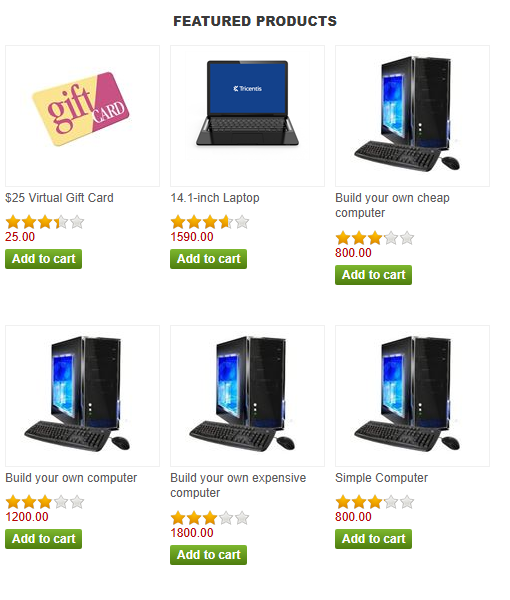 FEATURED PRODUCTS
gift
CARD
Tricentis
$25 Virtual Gift Card
14.1-inch Laptop
Build your own cheap
computer
25.00
1590.00
800.00
Add to cart
Add to cart
Add to cart
Build your own computer
Build your own expensive
computer
Simple Computer
1200.00
1800.00
800.00
Add to cart
Add to cart
Add to cart